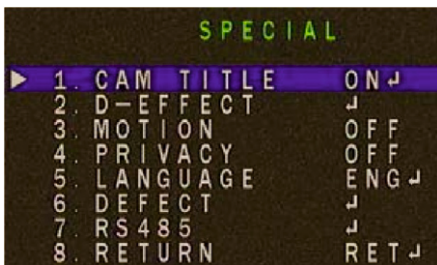 SPECIAL
1. CAM TITLE ON↵
2. D-EFFECT ↵
3. MOTION OFF
4. PRIVACY OFF
5. LANGUAGE ENG↵
6. DEFECT ↵
7. RS485 ↵
8. RETURN RET↵